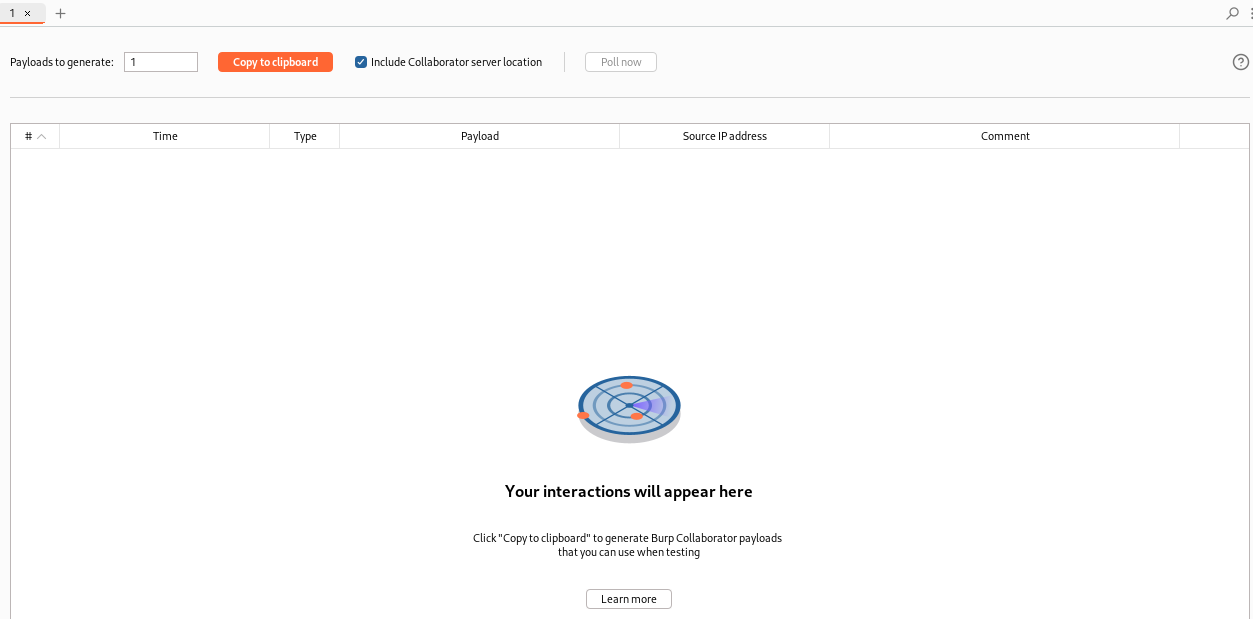 1 × +
Payloads to generate: 1 Copy to clipboard Include Collaborator server location Poll now ?
# Time Type Payload Source IP address Comment
Your interactions will appear here
Click "Copy to clipboard" to generate Burp Collaborator payloads
that you can use when testing
Learn more